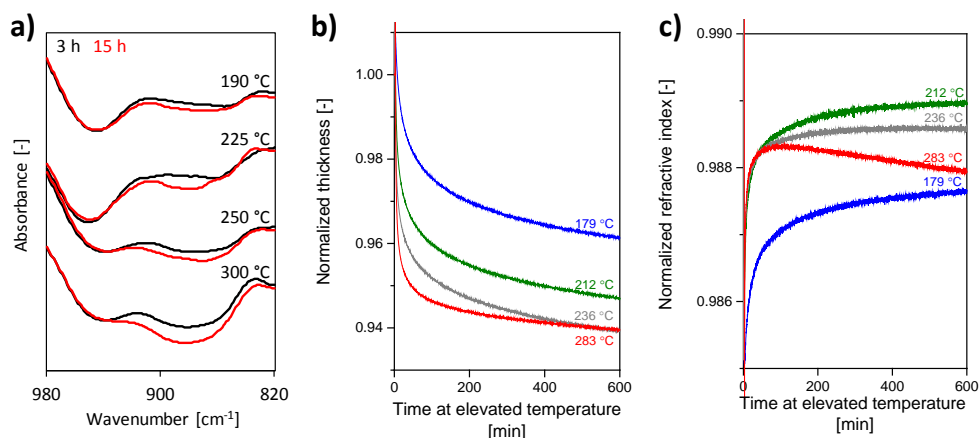 a)
3 h 15 h
190 °C
225 °C
250 °C
300 °C
Absorbance [-]
980 900 820
Wavenumber [cm-1]
b)
Normalized thickness [-]
1.00
0.98
0.96
0.94
179 °C
212 °C
236 °C
283 °C
0 200 400 600
Time at elevated temperature
[min]
c)
Normalized refractive index [-]
0.990
0.988
0.986
212 °C
236 °C
283 °C
179 °C
0 200 400 600
Time at elevated temperature
[min]